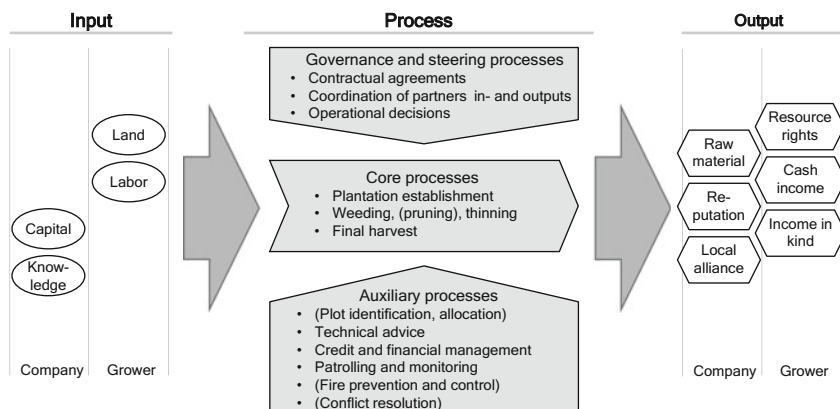 Input
Process
Output
Governance and steering processes
• Contractual agreements
• Coordination of partners in- and outputs
• Operational decisions
Land
Labor
Capital
Know-
ledge
Core processes
• Plantation establishment
• Weeding, (pruning), thinning
• Final harvest
Resource
rights
Raw
material
Cash
income
Re-
putation
Income in
kind
Local
alliance
Auxiliary processes
• (Plot identification, allocation)
• Technical advice
• Credit and financial management
• Patrolling and monitoring
• (Fire prevention and control)
• (Conflict resolution)
Company
Grower
Company
Grower